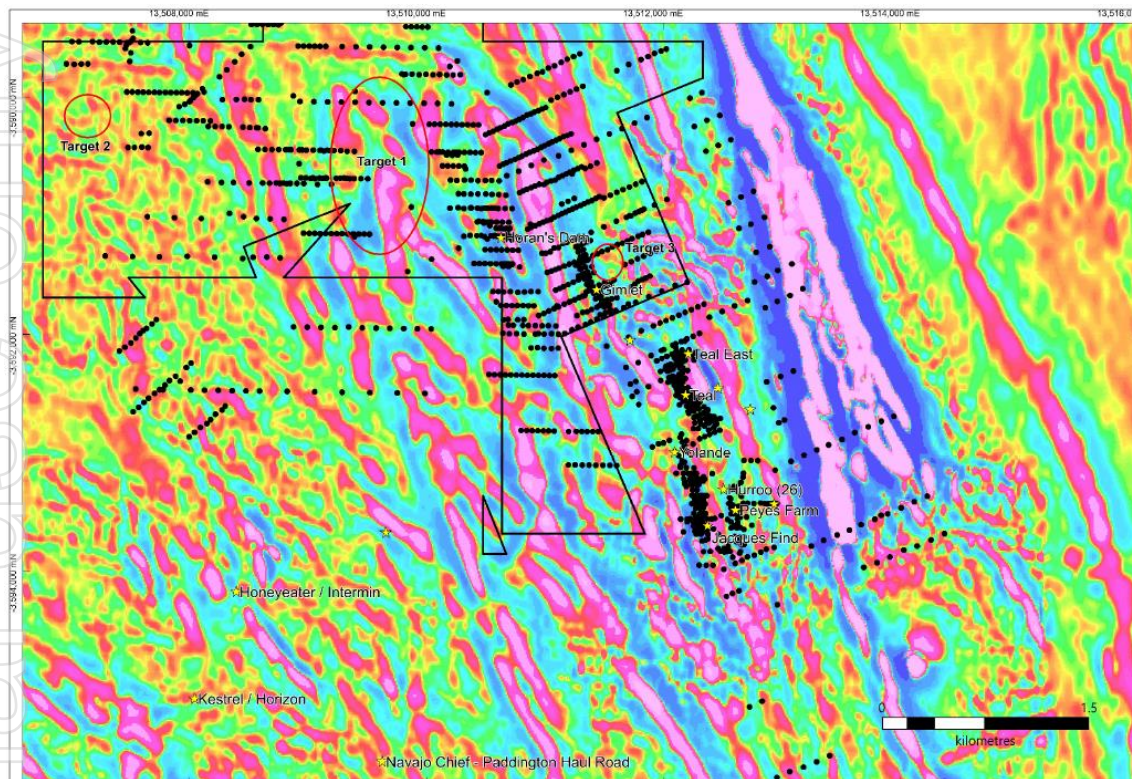 13,508,000 mE
13,510,000 mE
13,512,000 mE
13,514,000 mE
13,516,0
-3,590,000 mN
Target 2
Target 1
Horan's Dam
Target 3
Gimlet
-3,592,000 mN
Teal East
Teal
Yolande
Hurroo (26)
Peyes Farm
Jacques Find
-3,594,000 mN
Honeyeater / Intermin
Kestrel / Horizon
0
1.5
kilometres
Navajo Chief - Paddington Haul Road